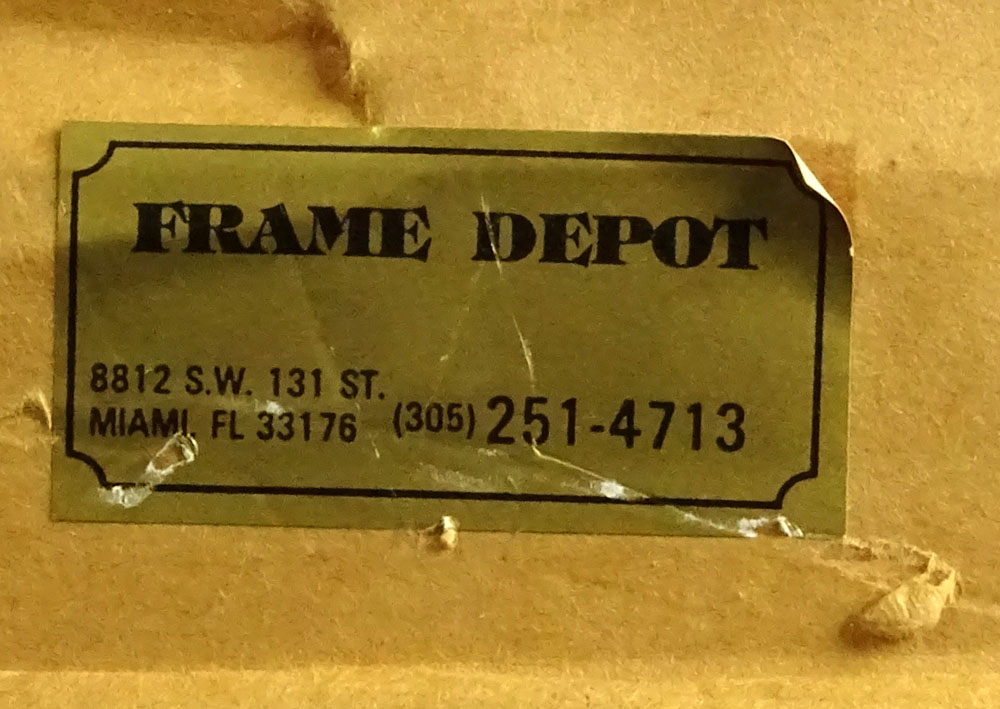 FRAME DEPOT
8812 S.W. 131 ST.
MIAMI, FL 33176 (305) 251-4713